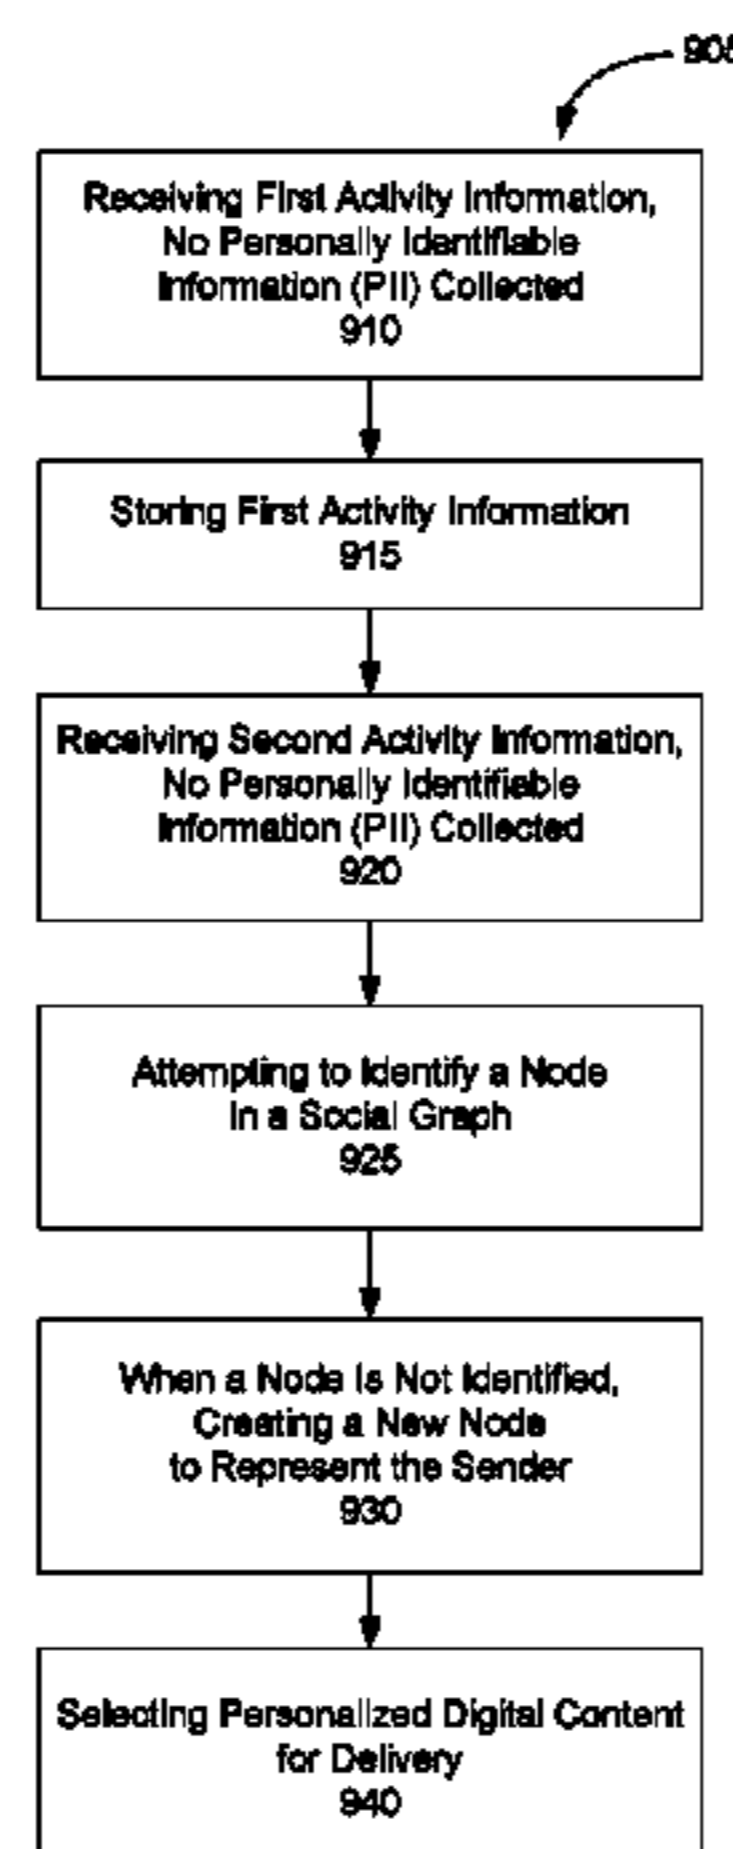 905
Receiving First Activity Information,
No Personally Identifiable
Information (PII) Collected
910
Storing First Activity Information
915
Receiving Second Activity Information,
No Personally Identifiable
Information (PII) Collected
920
Attempting to Identify a Node
in a Social Graph
925
When a Node Is Not Identified,
Creating a New Node
to Represent the Sender
930
Selecting Personalized Digital Content
for Delivery
940